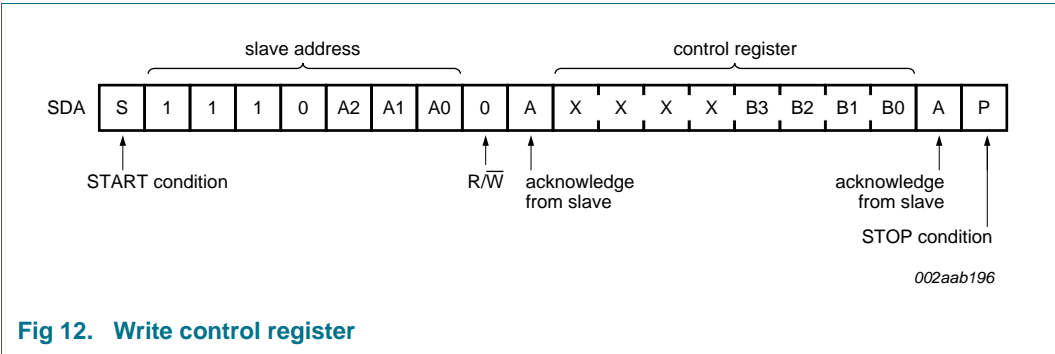 slave address control register
SDA S 1 1 1 0 A2 A1 A0 0 A X X X X B3 B2 B1 B0 A P
START condition R/W̅ acknowledge from slave acknowledge from slave
STOP condition
002aab196
Fig 12. Write control register